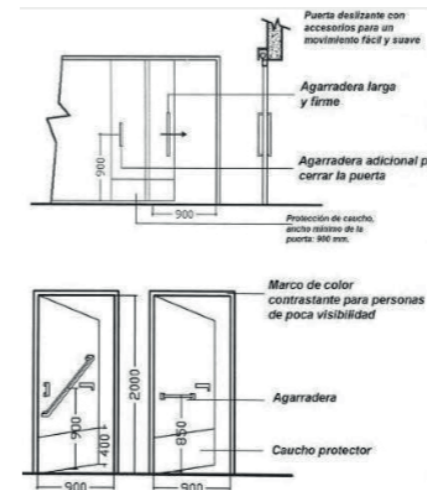 Puerta deslizante con
accesorios para un
movimiento fácil y suave
Agarradera larga
y firme
900
Agarradera adicional p
cerrar la puerta
900
Protección de caucho,
ancho mínimo de la
puerta: 900 mm.
Marco de color
contrastante para personas
de poca visibilidad
2000
Agarradera
900
400
850
Caucho protector
900
900